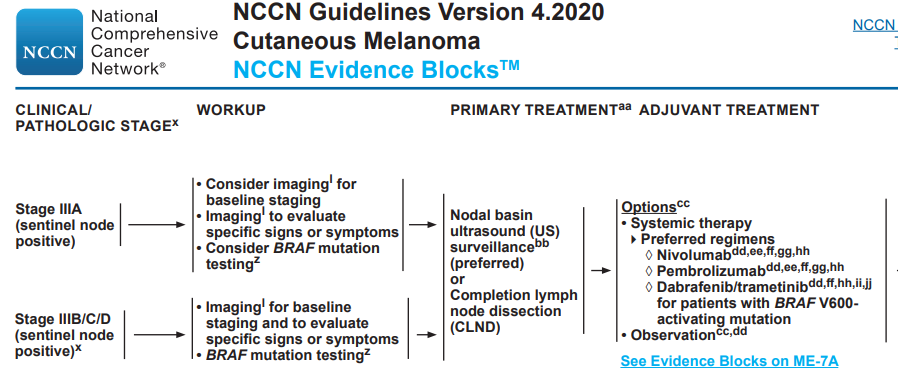 NCCN
National
Comprehensive
Cancer
Network®
NCCN Guidelines Version 4.2020
Cutaneous Melanoma
NCCN Evidence Blocks™
NCCN
CLINICAL/
PATHOLOGIC STAGEˣ
WORKUP
PRIMARY TREATMENTᵃᵃ
ADJUVANT TREATMENT
Stage IIIA
(sentinel node
positive)
• Consider imagingˡ for
baseline staging
• Imagingˡ to evaluate
specific signs or symptoms
• Consider BRAF mutation
testingᶻ
Stage IIIB/C/D
(sentinel node
positive)ˣ
• Imagingˡ for baseline
staging and to evaluate
specific signs or symptoms
• BRAF mutation testingᶻ
Nodal basin
ultrasound (US)
surveillanceᵇᵇ
(preferred)
or
Completion lymph
node dissection
(CLND)
Optionsᶜᶜ
• Systemic therapy
▸ Preferred regimens
◊ Nivolumabᵈᵈ,ᵉᵉ,ᶠᶠ,ᵍᵍ,ʰʰ
◊ Pembrolizumabᵈᵈ,ᵉᵉ,ᶠᶠ,ᵍᵍ,ʰʰ
◊ Dabrafenib/trametinibᵈᵈ,ᶠᶠ,ʰʰ,ⁱⁱ,ʲʲ
for patients with BRAF V600-
activating mutation
• Observationᶜᶜ,ᵈᵈ
See Evidence Blocks on ME-7A